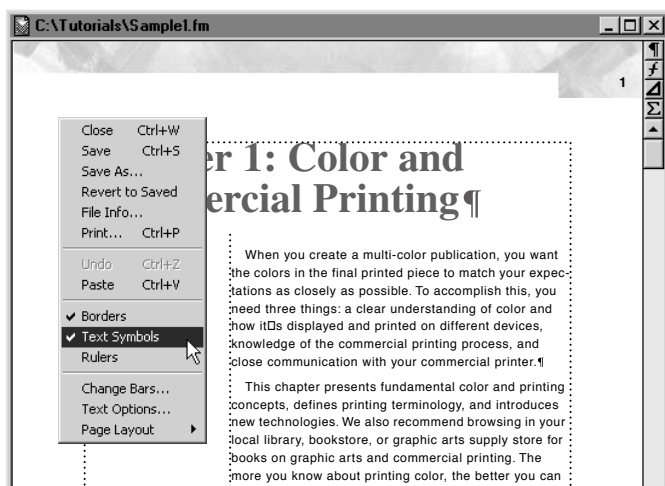 C:\Tutorials\Sample1.fm
1
Close Ctrl+W
Save Ctrl+S
Save As...
Revert to Saved
File Info...
Print... Ctrl+P
Undo Ctrl+Z
Paste Ctrl+V
✔ Borders
✔ Text Symbols
Rulers
Change Bars...
Text Options...
Page Layout
er 1: Color and
ercial Printing¶
When you create a multi-color publication, you want
the colors in the final printed piece to match your expec-
tations as closely as possible. To accomplish this, you
need three things: a clear understanding of color and
how it□s displayed and printed on different devices,
knowledge of the commercial printing process, and
close communication with your commercial printer.¶
This chapter presents fundamental color and printing
concepts, defines printing terminology, and introduces
new technologies. We also recommend browsing in your
local library, bookstore, or graphic arts supply store for
books on graphic arts and commercial printing. The
more you know about printing color, the better you can
¶
f
Σ